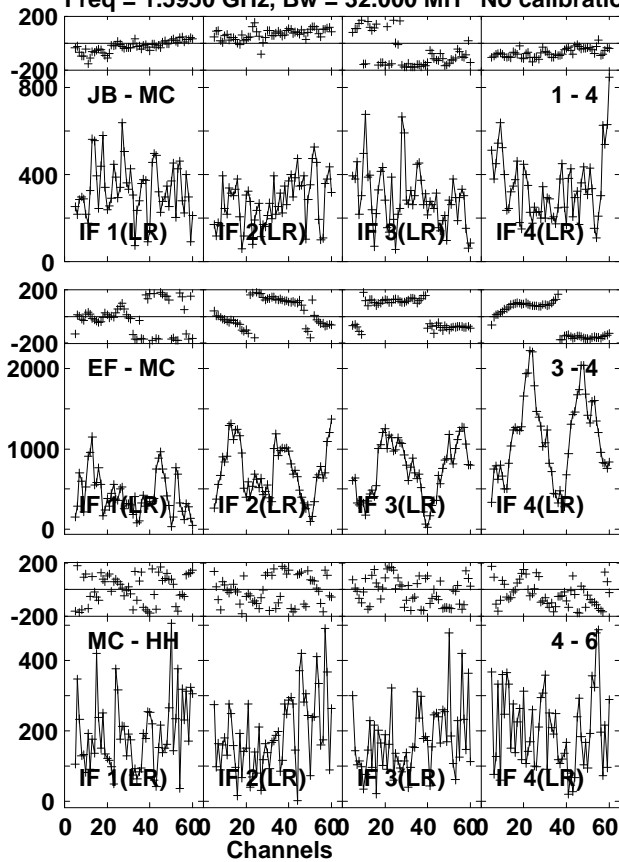 Freq = 1.5950 GHz, Bw = 32.000 MH No calibratio
200
-200
800
400
0
JB - MC
1 - 4
IF 1(LR)
IF 2(LR)
IF 3(LR)
IF 4(LR)
200
-200
2000
1000
0
EF - MC
3 - 4
IF 1(LR)
IF 2(LR)
IF 3(LR)
IF 4(LR)
200
-200
400
200
0
MC - HH
4 - 6
IF 1(LR)
IF 2(LR)
IF 3(LR)
IF 4(LR)
0 20 40 60 0 20 40 60 0 20 40 60 0 20 40 60
Channels